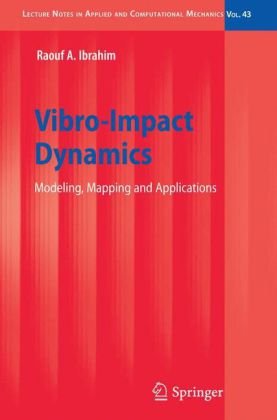 Lecture Notes in Applied and Computational Mechanics Vol. 43
Raouf A. Ibrahim
Vibro-Impact
Dynamics
Modeling, Mapping and Applications
Springer